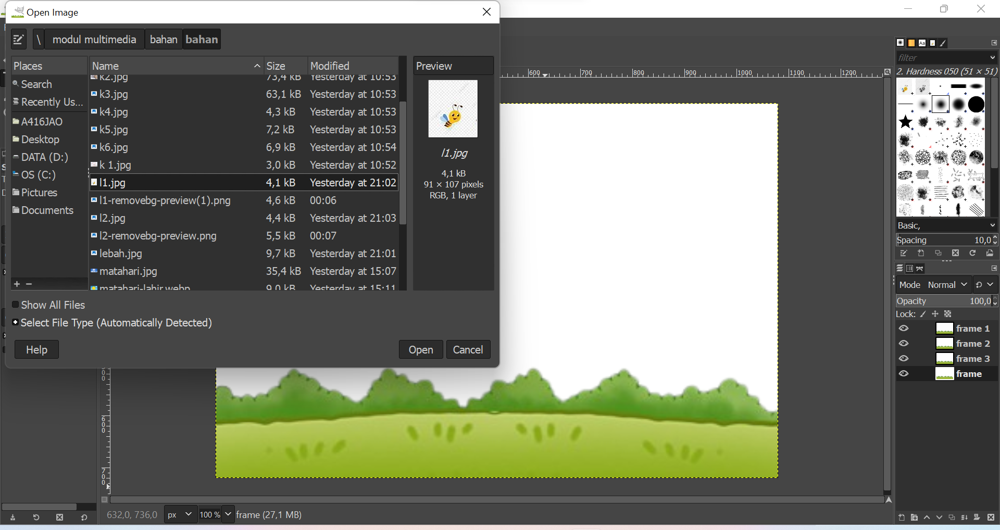 Open Image
\ modul multimedia bahan bahan
Places
Search
Recently Us...
A416JAO
Desktop
DATA (D:)
OS (C:)
Pictures
Documents
Name Size Modified
k2.jpg 73,4 kB Yesterday at 10:53
k3.jpg 63,1 kB Yesterday at 10:53
k4.jpg 4,3 kB Yesterday at 10:53
k5.jpg 7,2 kB Yesterday at 10:53
k6.jpg 6,9 kB Yesterday at 10:54
k 1.jpg 3,0 kB Yesterday at 10:52
l1.jpg 4,1 kB Yesterday at 21:02
l1-removebg-preview(1).png 4,6 kB 00:06
l2.jpg 4,4 kB Yesterday at 21:03
l2-removebg-preview.png 5,5 kB 00:07
lebah.jpg 9,7 kB Yesterday at 21:01
matahari.jpg 35,4 kB Yesterday at 15:07
matahari-lahir.webp 9,0 kB Yesterday at 15:11
Preview
l1.jpg
4,1 kB
91 × 107 pixels
RGB, 1 layer
Show All Files
Select File Type (Automatically Detected)
Help Open Cancel
600 700 800 900 1000 1100 1200
600
700
632,0, 736,0 px 100 % frame (27,1 MB)
Aa
filter
2. Hardness 050 (51 × 51)
Basic,
Spacing 10,0
Mode Normal
Opacity 100,0
Lock:
frame 1
frame 2
frame 3
frame